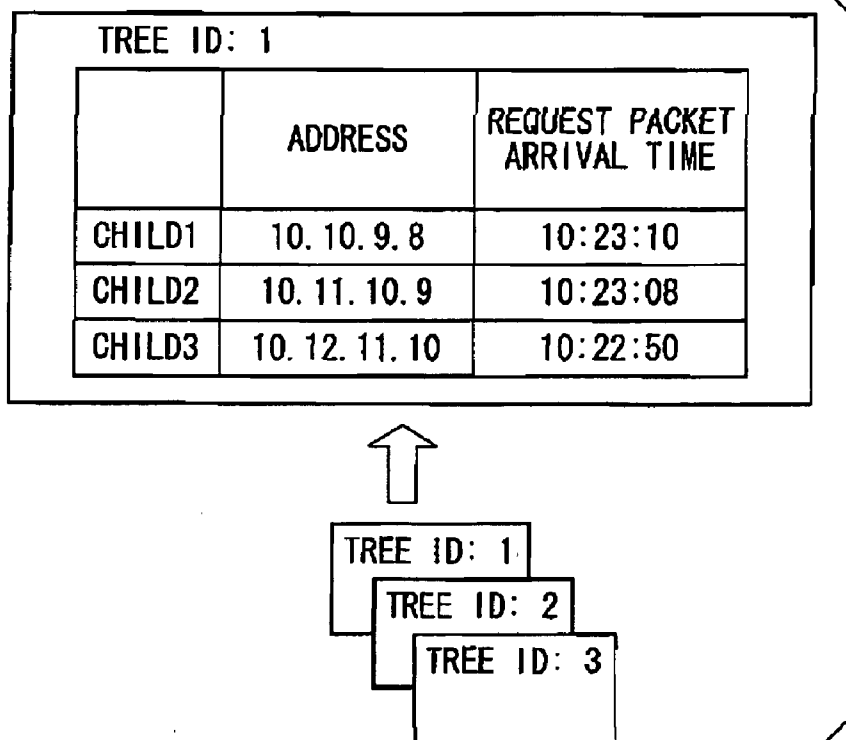 TREE ID: 1
ADDRESS
REQUEST PACKET
ARRIVAL TIME
CHILD1 10.10.9.8 10:23:10
CHILD2 10.11.10.9 10:23:08
CHILD3 10.12.11.10 10:22:50
TREE ID: 1
TREE ID: 2
TREE ID: 3